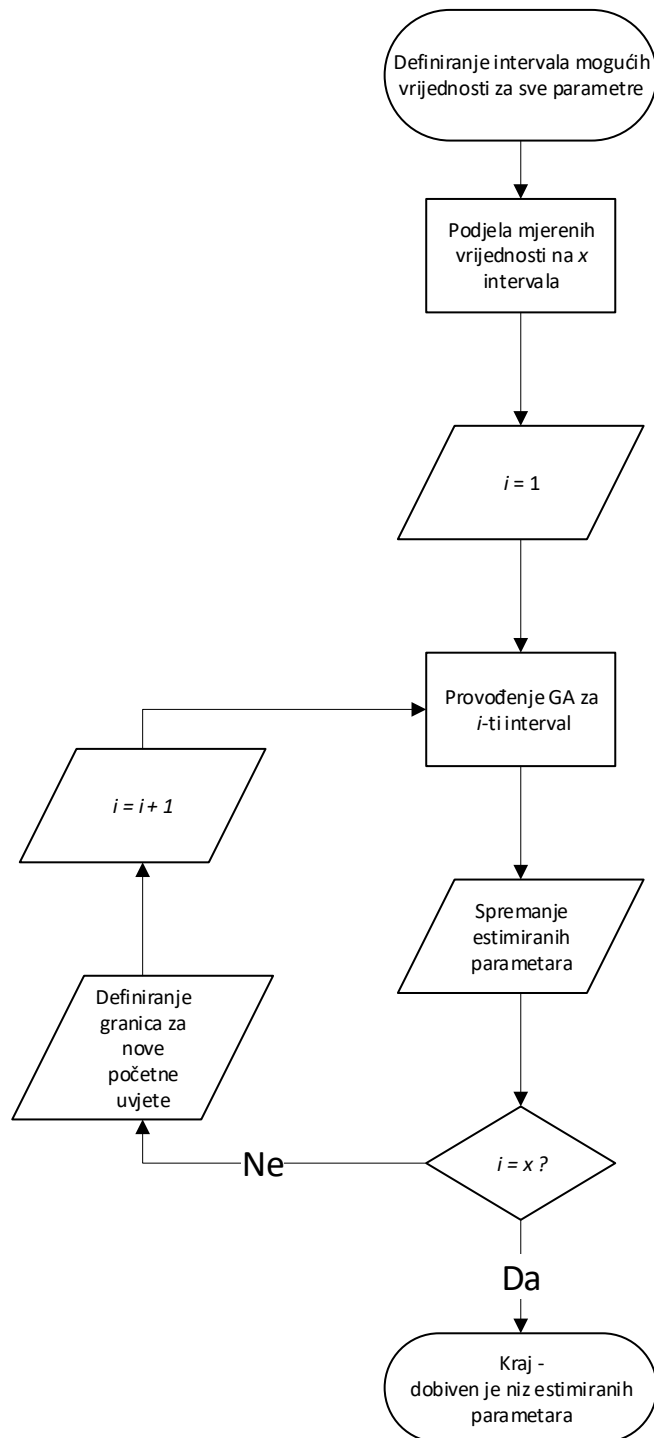 Definiranje intervala mogućih
vrijednosti za sve parametre
Podjela mjerenih
vrijednosti na x
intervala
i = 1
Provođenje GA za
i-ti interval
i = i + 1
Spremanje
estimiranih
parametara
Definiranje
granica za
nove
početne
uvjete
i = x ?
Ne
Da
Kraj -
dobiven je niz estimiranih
parametara